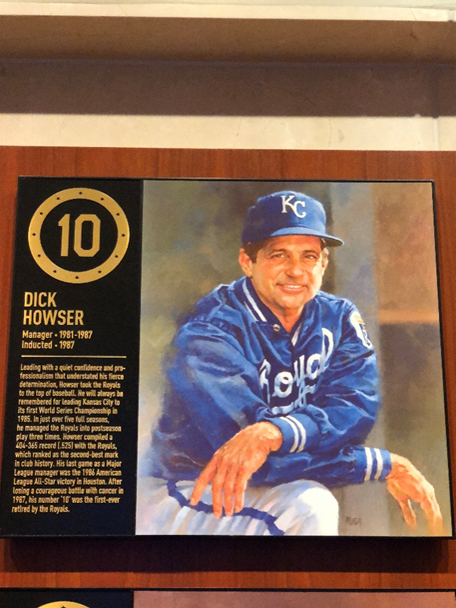 10
DICK
HOWSER
Manager - 1981-1987
Inducted - 1987
Leading with a quiet confidence and pro-
fessionalism that understated his fierce
determination, Howser took the Royals
to the top of baseball. He will always be
remembered for leading Kansas City to
its first World Series Championship in
1985. In just over five full seasons,
he managed the Royals into postseason
play three times. Howser compiled a
404-365 record (.525) with the Royals,
which ranked as the second-best mark
in club history. His last game as a Major
League manager was the 1986 American
League All-Star victory in Houston. After
losing a courageous battle with cancer in
1987, his number '10' was the first-ever
retired by the Royals.
KC
Royals